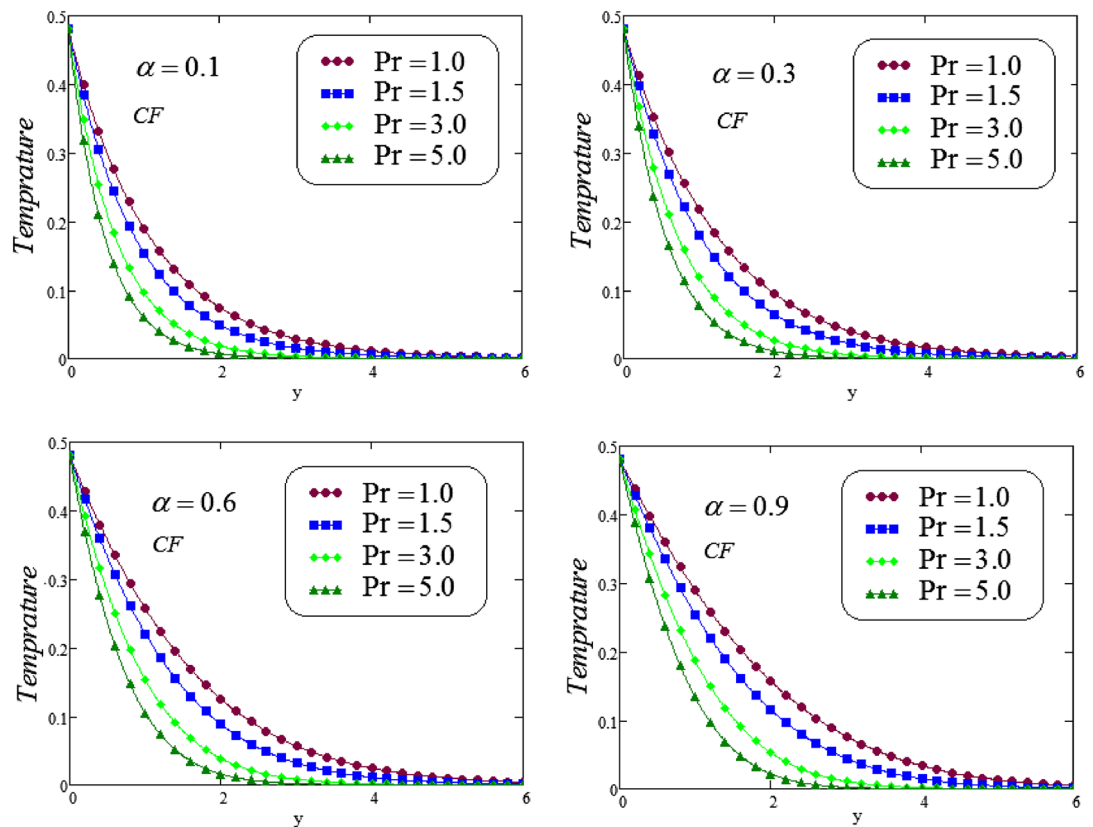 0.5
0.4
0.3
0.2
0.1
0
Temprature
α = 0.1
CF
Pr = 1.0
Pr = 1.5
Pr = 3.0
Pr = 5.0
0 2 4 6
y
0.5
0.4
0.3
0.2
0.1
0
Temprature
α = 0.3
CF
Pr = 1.0
Pr = 1.5
Pr = 3.0
Pr = 5.0
0 2 4 6
y
0.5
0.4
0.3
0.2
0.1
0
Temprature
α = 0.6
CF
Pr = 1.0
Pr = 1.5
Pr = 3.0
Pr = 5.0
0 2 4 6
y
0.5
0.4
0.3
0.2
0.1
0
Temprature
α = 0.9
CF
Pr = 1.0
Pr = 1.5
Pr = 3.0
Pr = 5.0
0 2 4 6
y